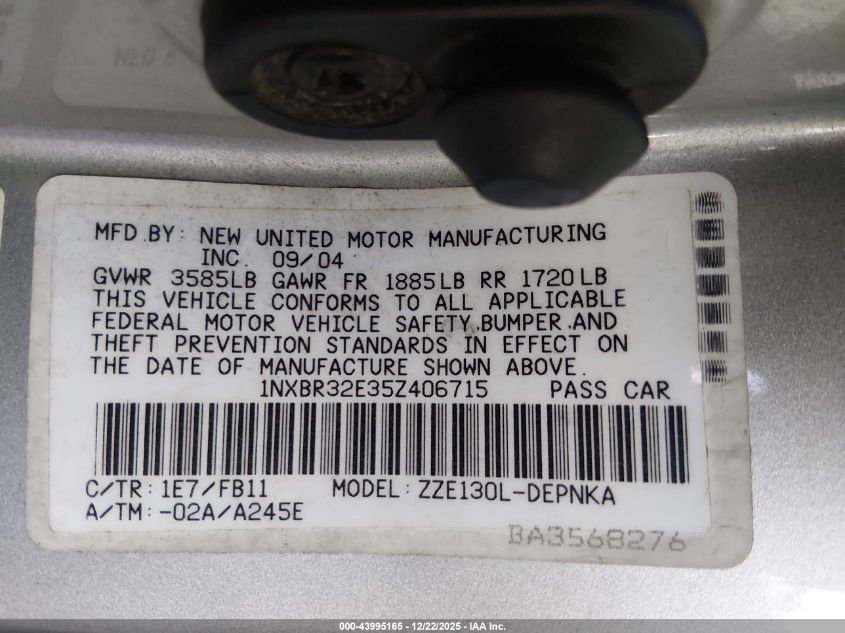 MFD.BY: NEW UNITED MOTOR MANUFACTURING
INC. 09/04
GVWR 3585LB GAWR FR 1885LB RR 1720LB
THIS VEHICLE CONFORMS TO ALL APPLICABLE
FEDERAL MOTOR VEHICLE SAFETY,BUMPER,AND
THEFT PREVENTION STANDARDS IN EFFECT ON
THE DATE OF MANUFACTURE SHOWN ABOVE.
1NXBR32E35Z406715 PASS CAR
C/TR: 1E7/FB11 MODEL: ZZE130L-DEPNKA
A/TM: -02A/A245E
BA3568276
000-43995165 - 12/22/2025 - IAA Inc.